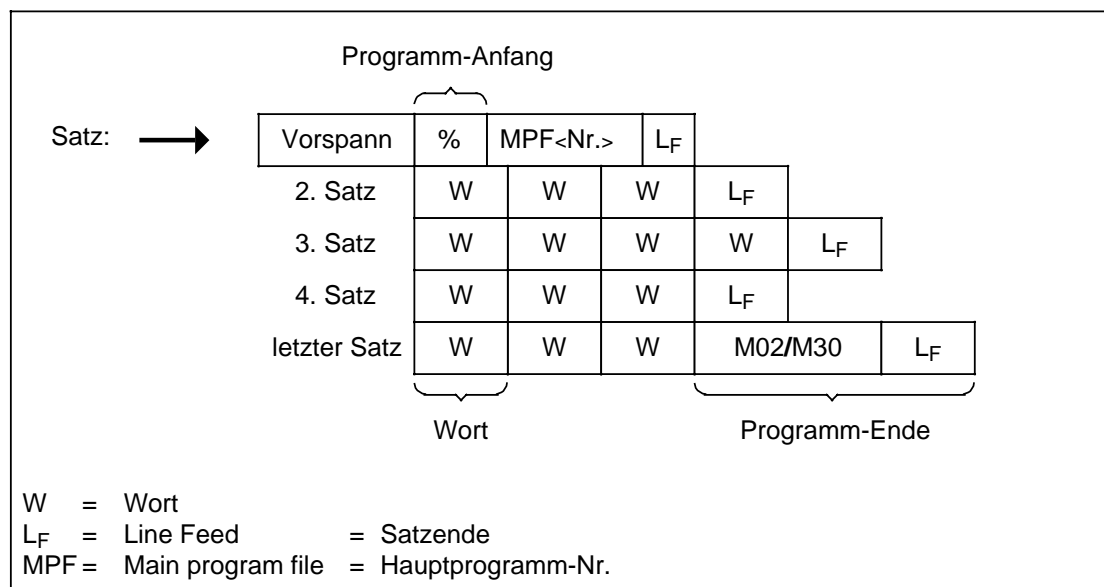 Programm-Anfang
Satz: Vorspann % MPF<Nr.> LF
2. Satz W W W LF
3. Satz W W W W LF
4. Satz W W W LF
letzter Satz W W W M02/M30 LF
Wort Programm-Ende
W = Wort
LF = Line Feed = Satzende
MPF = Main program file = Hauptprogramm-Nr.